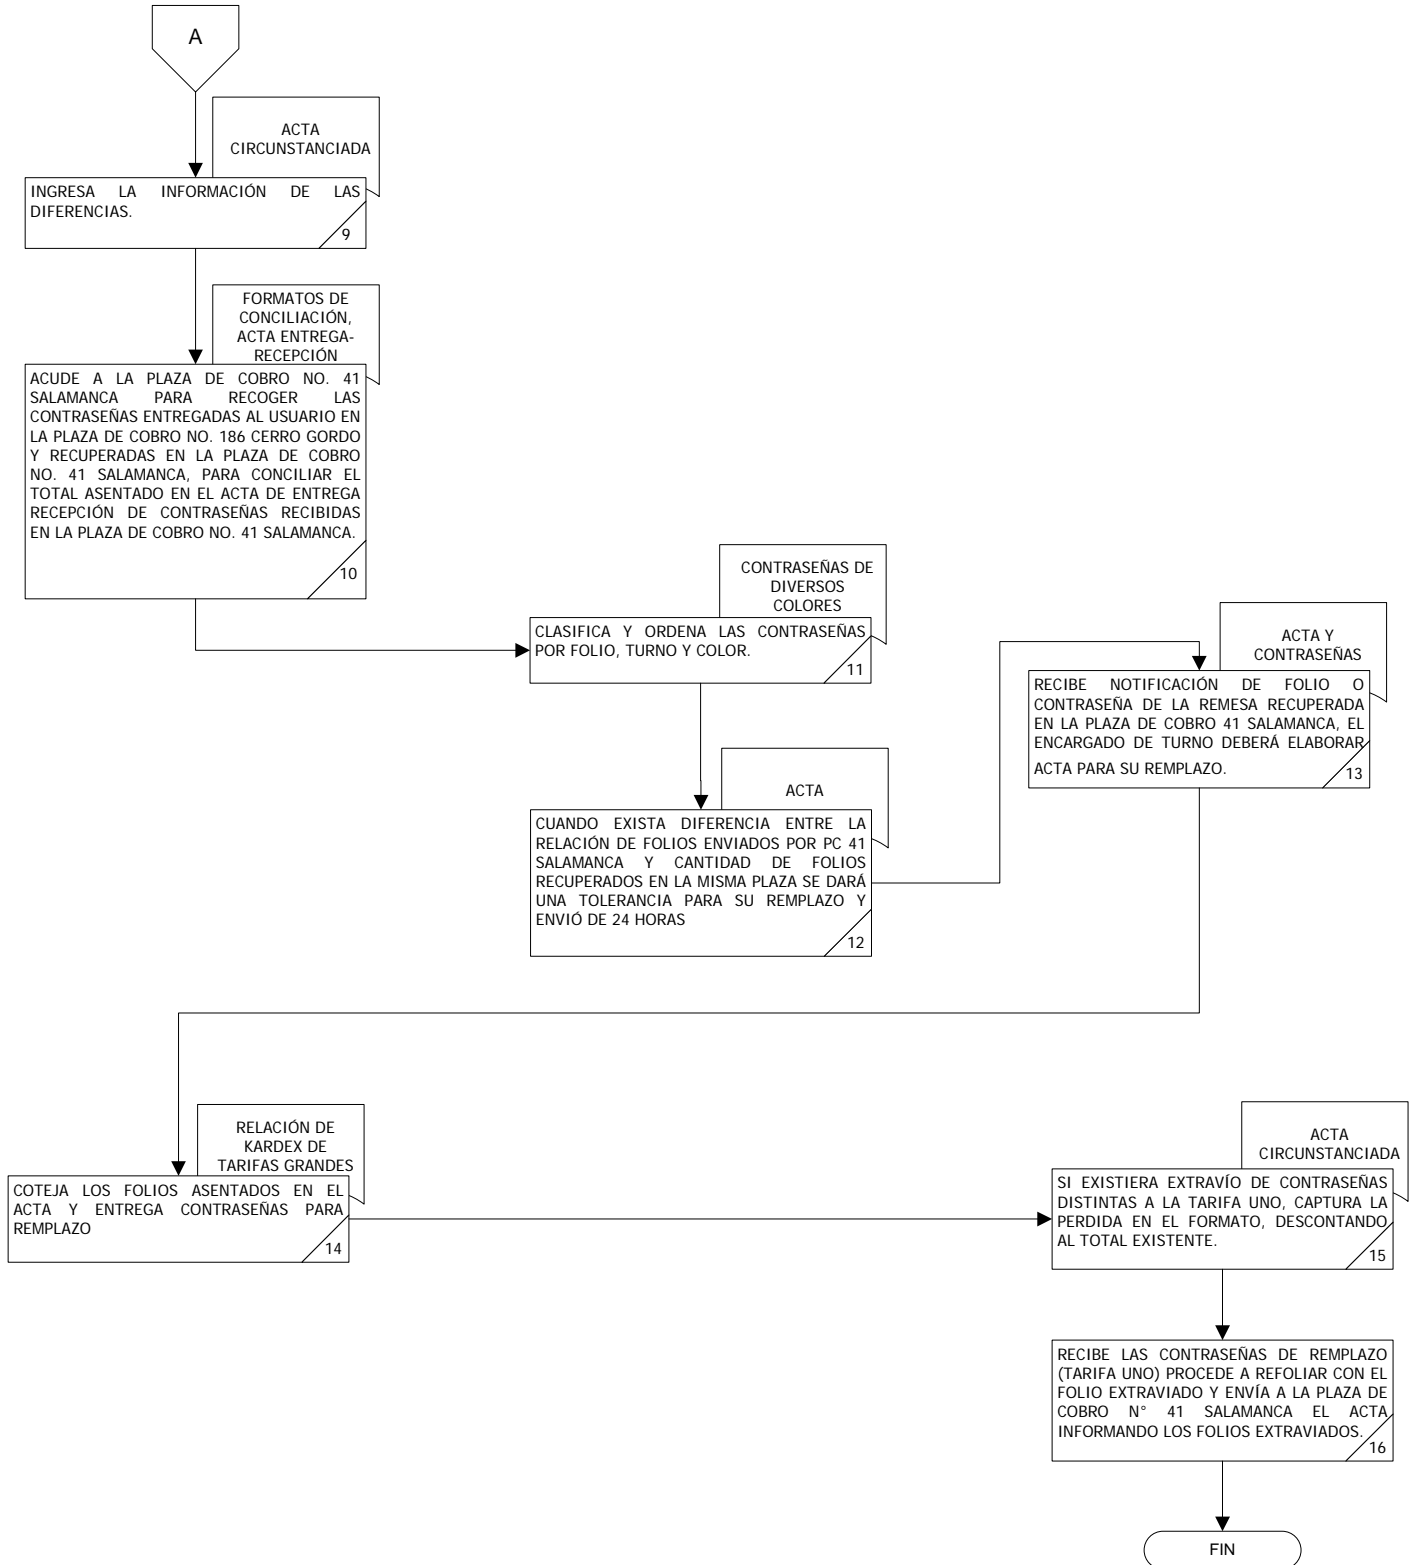 A
ACTA
CIRCUNSTANCIADA
INGRESA LA INFORMACIÓN DE LAS
DIFERENCIAS.
9
FORMATOS DE
CONCILIACIÓN,
ACTA ENTREGA-
RECEPCIÓN
ACUDE A LA PLAZA DE COBRO NO. 41
SALAMANCA PARA RECOGER LAS
CONTRASEÑAS ENTREGADAS AL USUARIO EN
LA PLAZA DE COBRO NO. 186 CERRO GORDO
Y RECUPERADAS EN LA PLAZA DE COBRO
NO. 41 SALAMANCA, PARA CONCILIAR EL
TOTAL ASENTADO EN EL ACTA DE ENTREGA
RECEPCIÓN DE CONTRASEÑAS RECIBIDAS
EN LA PLAZA DE COBRO NO. 41 SALAMANCA.
10
CONTRASEÑAS DE
DIVERSOS
COLORES
CLASIFICA Y ORDENA LAS CONTRASEÑAS
POR FOLIO, TURNO Y COLOR.
11
ACTA
CUANDO EXISTA DIFERENCIA ENTRE LA
RELACIÓN DE FOLIOS ENVIADOS POR PC 41
SALAMANCA Y CANTIDAD DE FOLIOS
RECUPERADOS EN LA MISMA PLAZA SE DARÁ
UNA TOLERANCIA PARA SU REMPLAZO Y
ENVIÓ DE 24 HORAS
12
ACTA Y
CONTRASEÑAS
RECIBE NOTIFICACIÓN DE FOLIO O
CONTRASEÑA DE LA REMESA RECUPERADA
EN LA PLAZA DE COBRO 41 SALAMANCA, EL
ENCARGADO DE TURNO DEBERÁ ELABORAR
ACTA PARA SU REMPLAZO.
13
RELACIÓN DE
KARDEX DE
TARIFAS GRANDES
COTEJA LOS FOLIOS ASENTADOS EN EL
ACTA Y ENTREGA CONTRASEÑAS PARA
REMPLAZO
14
ACTA
CIRCUNSTANCIADA
SI EXISTIERA EXTRAVÍO DE CONTRASEÑAS
DISTINTAS A LA TARIFA UNO, CAPTURA LA
PERDIDA EN EL FORMATO, DESCONTANDO
AL TOTAL EXISTENTE.
15
RECIBE LAS CONTRASEÑAS DE REMPLAZO
(TARIFA UNO) PROCEDE A REFOLIAR CON EL
FOLIO EXTRAVIADO Y ENVÍA A LA PLAZA DE
COBRO N° 41 SALAMANCA EL ACTA
INFORMANDO LOS FOLIOS EXTRAVIADOS.
16
FIN